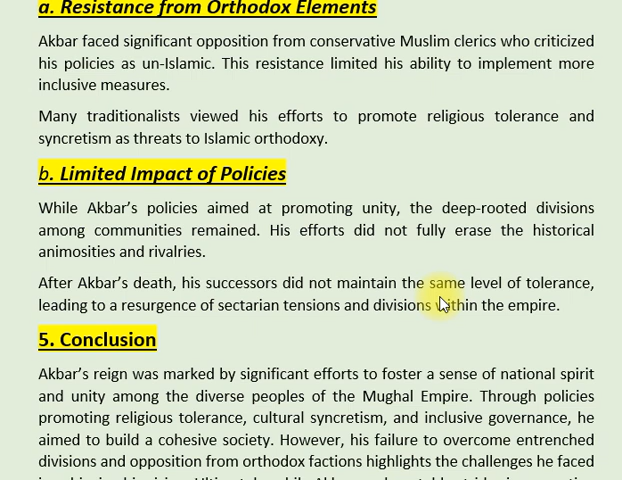 a. Resistance from Orthodox Elements
Akbar faced significant opposition from conservative Muslim clerics who criticized
his policies as un-Islamic. This resistance limited his ability to implement more
inclusive measures.
Many traditionalists viewed his efforts to promote religious tolerance and
syncretism as threats to Islamic orthodoxy.
b. Limited Impact of Policies
While Akbar’s policies aimed at promoting unity, the deep-rooted divisions
among communities remained. His efforts did not fully erase the historical
animosities and rivalries.
After Akbar’s death, his successors did not maintain the same level of tolerance,
leading to a resurgence of sectarian tensions and divisions within the empire.
5. Conclusion
Akbar’s reign was marked by significant efforts to foster a sense of national spirit
and unity among the diverse peoples of the Mughal Empire. Through policies
promoting religious tolerance, cultural syncretism, and inclusive governance, he
aimed to build a cohesive society. However, his failure to overcome entrenched
divisions and opposition from orthodox factions highlights the challenges he faced